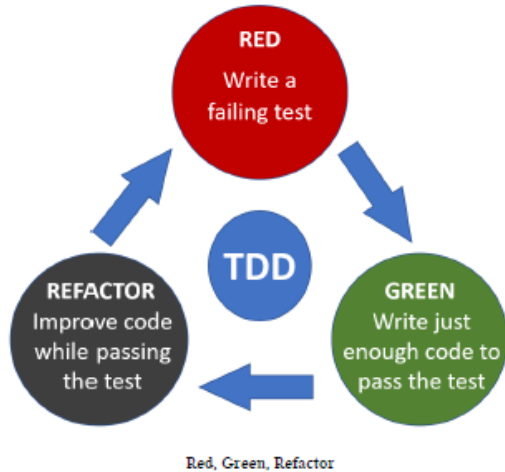 RED
Write a
failing test
TDD
REFACTOR
Improve code
while passing
the test
GREEN
Write just
enough code to
pass the test
Red, Green, Refactor